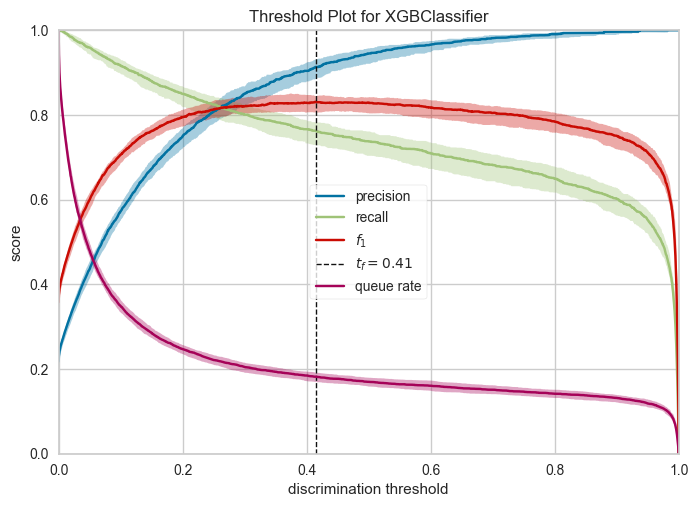 Threshold Plot for XGBClassifier
1.0
0.8
0.6
0.4
0.2
0.0
score
precision
recall
f₁
t_f = 0.41
queue rate
0.0 0.2 0.4 0.6 0.8 1.0
discrimination threshold